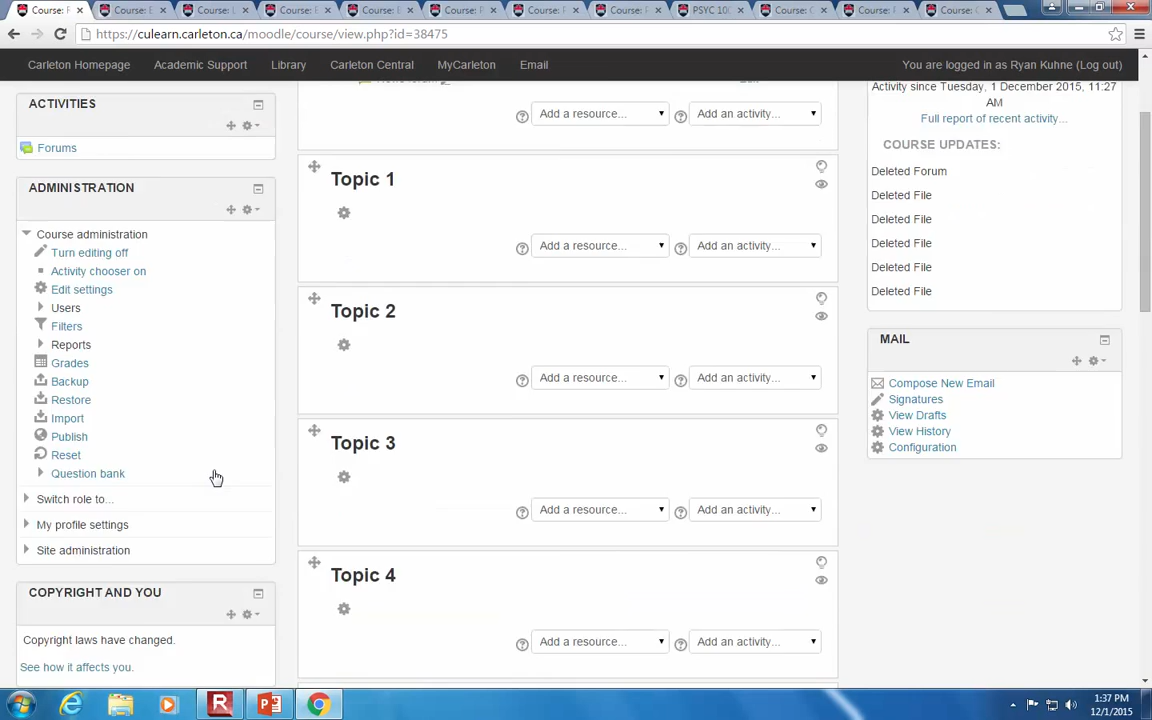 Course: F
Course: E
Course: L
Course: E
Course: E
Course: P
Course: F
Course: F
PSYC 100
Course: C
Course: F
Course: C
https://culearn.carleton.ca/moodle/course/view.php?id=38475
Carleton Homepage Academic Support Library Carleton Central MyCarleton Email You are logged in as Ryan Kuhne (Log out)
ACTIVITIES
Forums
ADMINISTRATION
Course administration
Turn editing off
Activity chooser on
Edit settings
Users
Filters
Reports
Grades
Backup
Restore
Import
Publish
Reset
Question bank
Switch role to...
My profile settings
Site administration
COPYRIGHT AND YOU
Copyright laws have changed.
See how it affects you.
Add a resource... Add an activity...
Topic 1
Add a resource... Add an activity...
Topic 2
Add a resource... Add an activity...
Topic 3
Add a resource... Add an activity...
Topic 4
Add a resource... Add an activity...
Activity since Tuesday, 1 December 2015, 11:27
AM
Full report of recent activity...
COURSE UPDATES:
Deleted Forum
Deleted File
Deleted File
Deleted File
Deleted File
Deleted File
MAIL
Compose New Email
Signatures
View Drafts
View History
Configuration
1:37 PM
12/1/2015